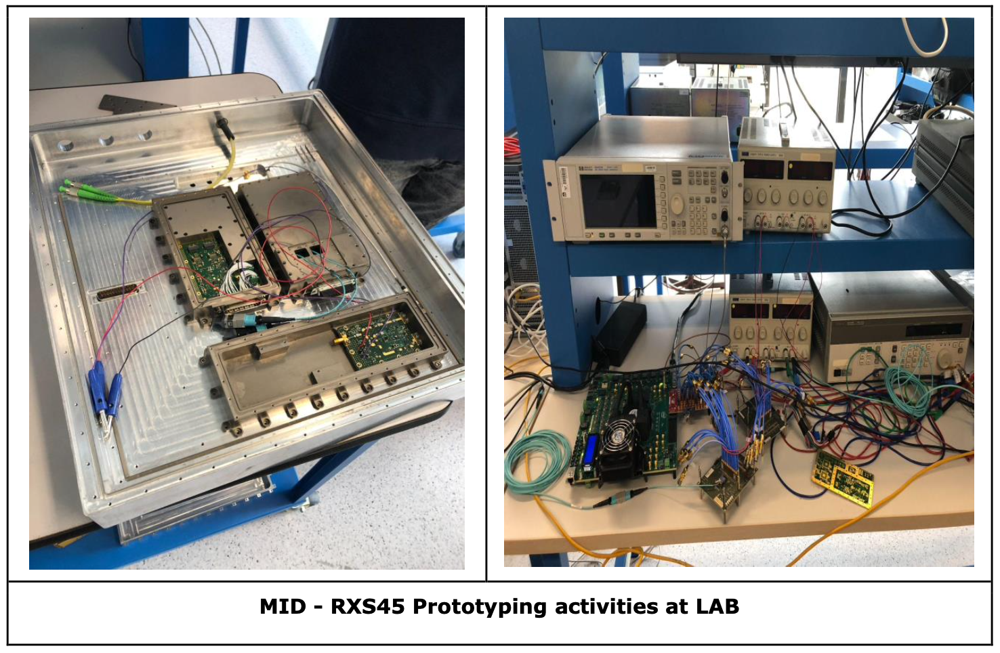 MID - RXS45 Prototyping activities at LAB